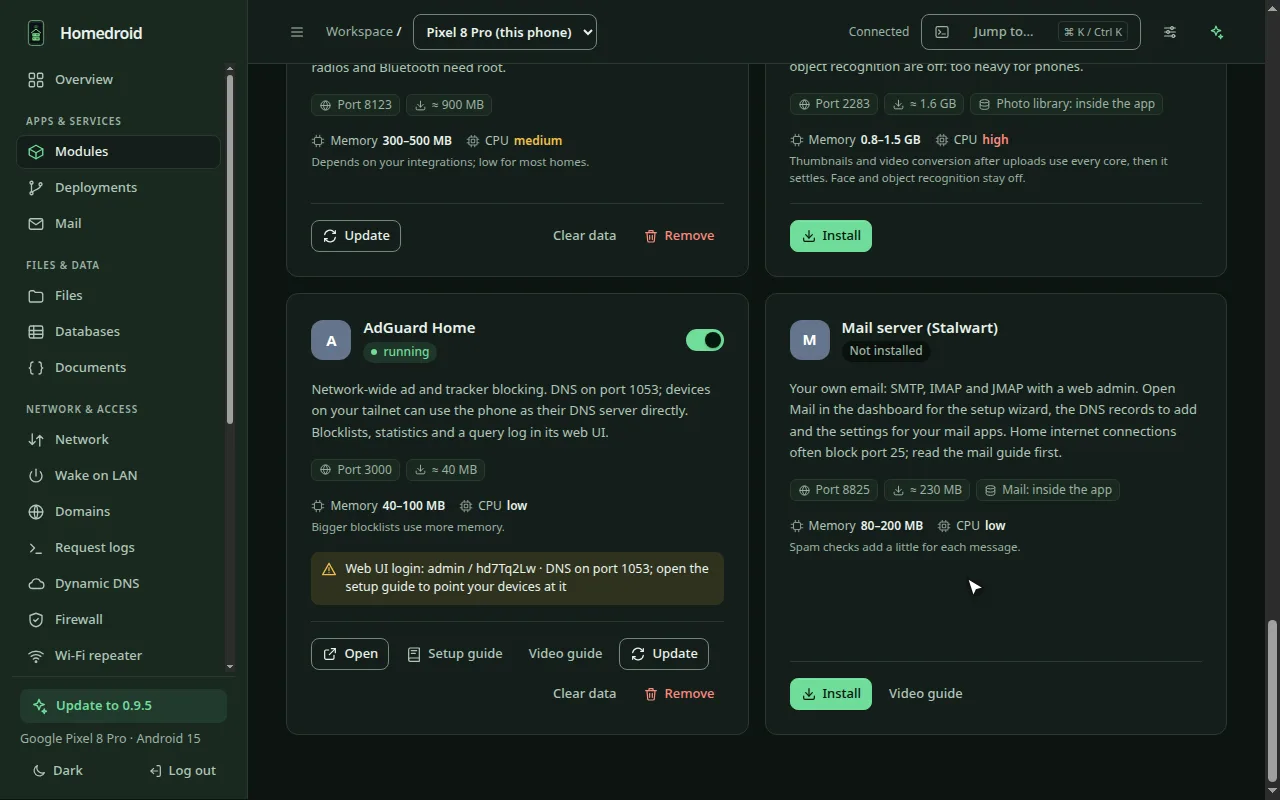 Homedroid
Overview
APPS & SERVICES
Modules
Deployments
Mail
FILES & DATA
Files
Databases
Documents
NETWORK & ACCESS
Network
Wake on LAN
Domains
Request logs
Dynamic DNS
Firewall
Wi-Fi repeater
Update to 0.9.5
Google Pixel 8 Pro · Android 15
Dark
Log out
Workspace /
Pixel 8 Pro (this phone)
Connected
Jump to...
⌘ K / Ctrl K
radios and Bluetooth need root.
Port 8123
≈ 900 MB
Memory 300–500 MB
CPU medium
Depends on your integrations; low for most homes.
Update
Clear data
Remove
object recognition are off: too heavy for phones.
Port 2283
≈ 1.6 GB
Photo library: inside the app
Memory 0.8–1.5 GB
CPU high
Thumbnails and video conversion after uploads use every core, then it
settles. Face and object recognition stay off.
Install
A
AdGuard Home
running
Network-wide ad and tracker blocking. DNS on port 1053; devices
on your tailnet can use the phone as their DNS server directly.
Blocklists, statistics and a query log in its web UI.
Port 3000
≈ 40 MB
Memory 40–100 MB
CPU low
Bigger blocklists use more memory.
Web UI login: admin / hd7Tq2Lw · DNS on port 1053; open the
setup guide to point your devices at it
Open
Setup guide
Video guide
Update
Clear data
Remove
M
Mail server (Stalwart)
Not installed
Your own email: SMTP, IMAP and JMAP with a web admin. Open
Mail in the dashboard for the setup wizard, the DNS records to add
and the settings for your mail apps. Home internet connections
often block port 25; read the mail guide first.
Port 8825
≈ 230 MB
Mail: inside the app
Memory 80–200 MB
CPU low
Spam checks add a little for each message.
Install
Video guide